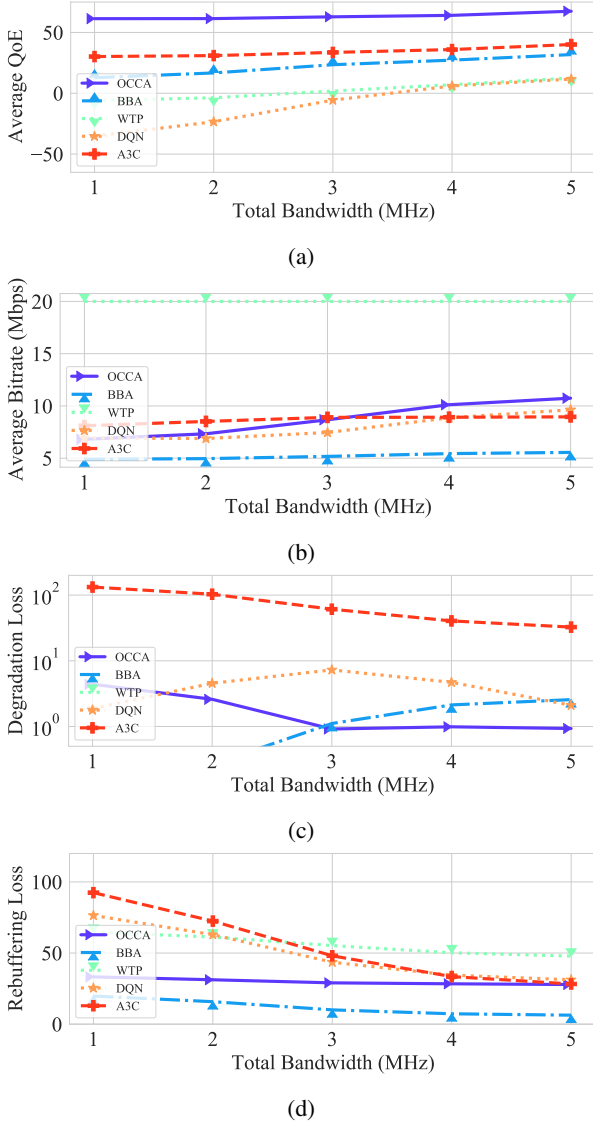 50
0
−50
Average QoE
OCCA
BBA
WTP
DQN
A3C
1 2 3 4 5
Total Bandwidth (MHz)
(a)
20
15
10
5
Average Bitrate (Mbps)
OCCA
BBA
WTP
DQN
A3C
1 2 3 4 5
Total Bandwidth (MHz)
(b)
10²
10¹
10⁰
Degradation Loss
OCCA
BBA
WTP
DQN
A3C
1 2 3 4 5
Total Bandwidth (MHz)
(c)
100
50
0
Rebuffering Loss
OCCA
BBA
WTP
DQN
A3C
1 2 3 4 5
Total Bandwidth (MHz)
(d)